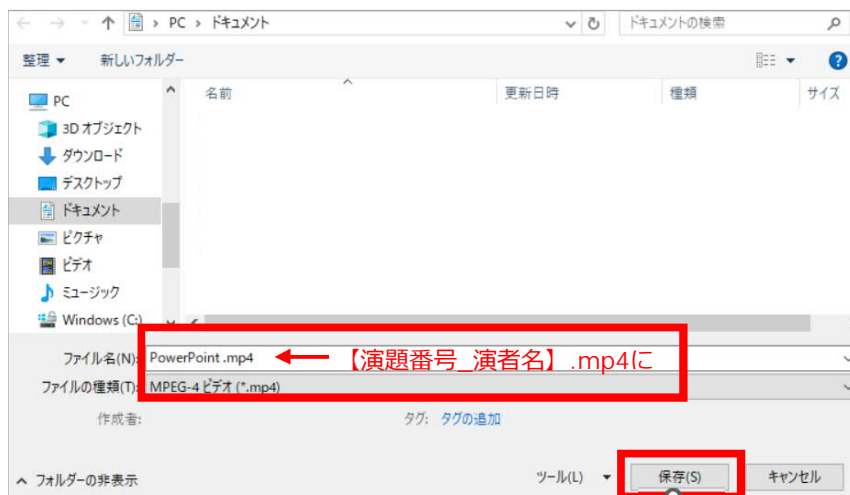 PC › ドキュメント
ドキュメントの検索
整理
新しいフォルダー
名前
更新日時
種類
サイズ
PC
3D オブジェクト
ダウンロード
デスクトップ
ドキュメント
ピクチャ
ビデオ
ミュージック
Windows (C:)
ファイル名(N): PowerPoint .mp4
【演題番号_演者名】.mp4に
ファイルの種類(T): MPEG-4 ビデオ (*.mp4)
作成者:
タグ: タグの追加
フォルダーの非表示
ツール(L)
保存(S)
キャンセル